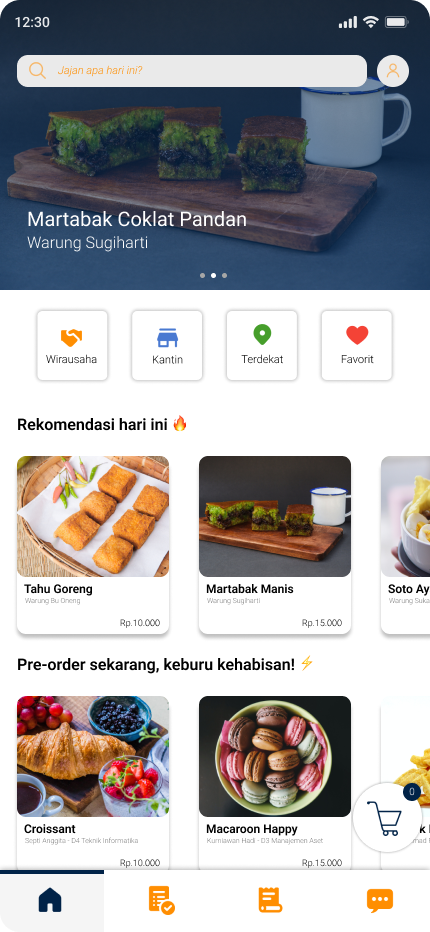 12:30
Jajan apa hari ini?
Martabak Coklat Pandan
Warung Sugiharti
Wirausaha
Kantin
Terdekat
Favorit
Rekomendasi hari ini 🔥
Tahu Goreng
Warung Bu Oneng
Rp.10.000
Martabak Manis
Warung Sugiharti
Rp.15.000
Soto Ay
Warung Suka
Pre-order sekarang, keburu kehabisan! ⚡
Croissant
Septi Anggita - D4 Teknik Informatika
Rp.10.000
Macaroon Happy
Kurniawan Hadi - D3 Manajemen Aset
Rp.15.000
0